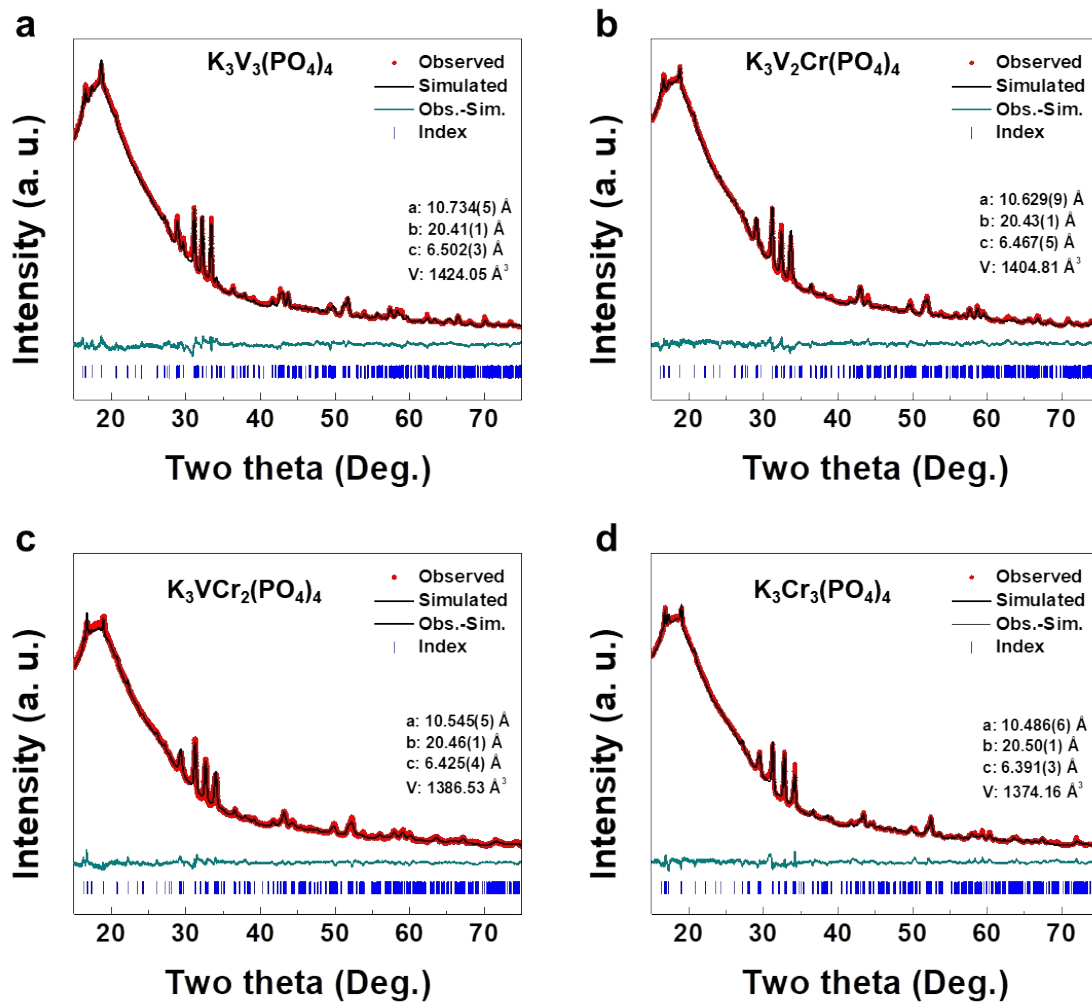 a
K₃V₃(PO₄)₄
Observed
Simulated
Obs.-Sim.
Index
a: 10.734(5) Å
b: 20.41(1) Å
c: 6.502(3) Å
V: 1424.05 Å³
Intensity (a. u.)
20 30 40 50 60 70
Two theta (Deg.)
b
K₃V₂Cr(PO₄)₄
Observed
Simulated
Obs.-Sim.
Index
a: 10.629(9) Å
b: 20.43(1) Å
c: 6.467(5) Å
V: 1404.81 Å³
Intensity (a. u.)
20 30 40 50 60 70
Two theta (Deg.)
c
K₃VCr₂(PO₄)₄
Observed
Simulated
Obs.-Sim.
Index
a: 10.545(5) Å
b: 20.46(1) Å
c: 6.425(4) Å
V: 1386.53 Å³
Intensity (a. u.)
20 30 40 50 60 70
Two theta (Deg.)
d
K₃Cr₃(PO₄)₄
Observed
Simulated
Obs.-Sim.
Index
a: 10.486(6) Å
b: 20.50(1) Å
c: 6.391(3) Å
V: 1374.16 Å³
Intensity (a. u.)
20 30 40 50 60 70
Two theta (Deg.)